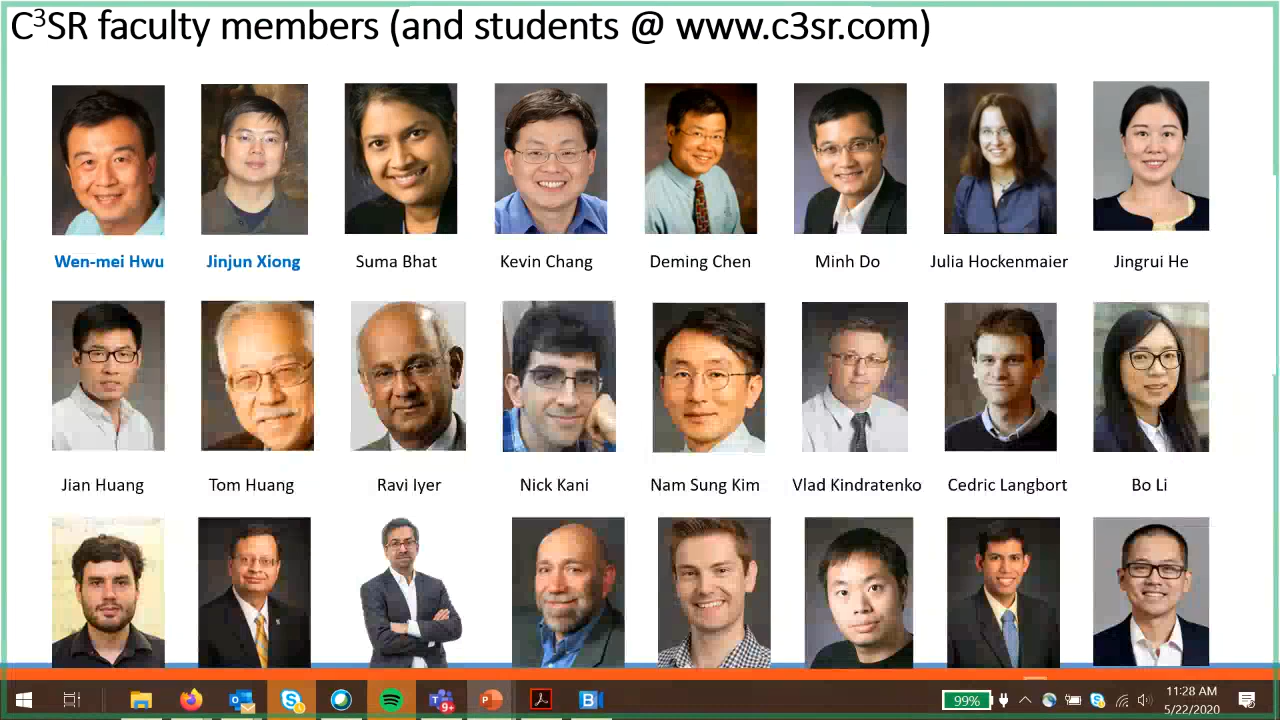 C³SR faculty members (and students @ www.c3sr.com)
Wen-mei Hwu Jinjun Xiong Suma Bhat Kevin Chang Deming Chen Minh Do Julia Hockenmaier Jingrui He
Jian Huang Tom Huang Ravi Iyer Nick Kani Nam Sung Kim Vlad Kindratenko Cedric Langbort Bo Li
9+
99%
11:28 AM
5/22/2020